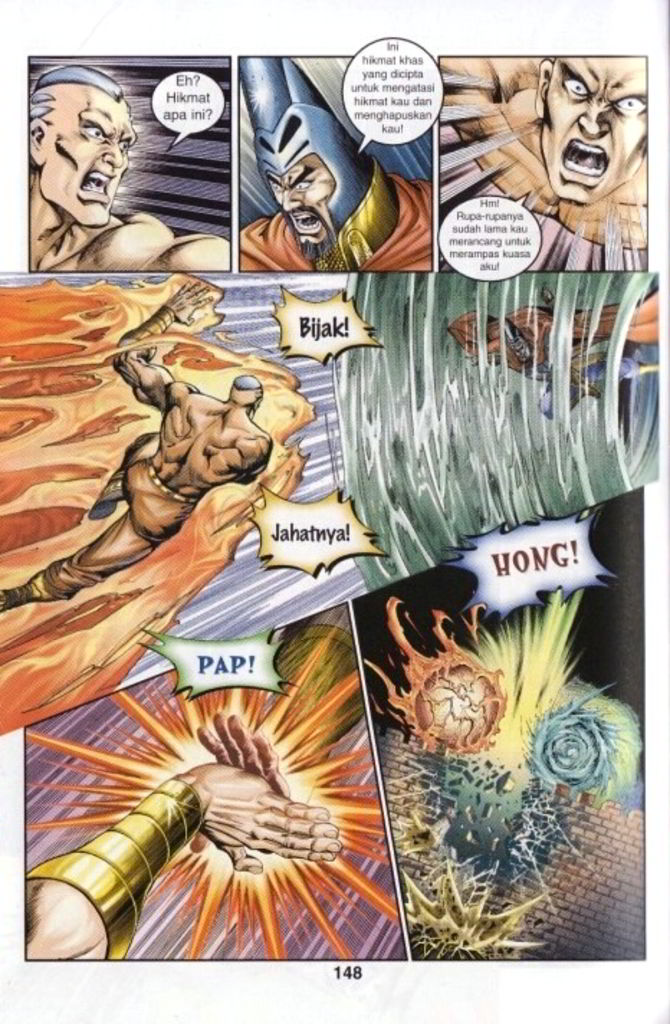 Eh?
Hikmat
apa ini?
Ini
hikmat khas
yang dicipta
untuk mengatasi
hikmat kau dan
menghapuskan
kau!
Hm!
Rupa-rupanya
sudah lama kau
merancang untuk
merampas kuasa
aku!
Bijak!
Jahatnya!
HONG!
PAP!
148